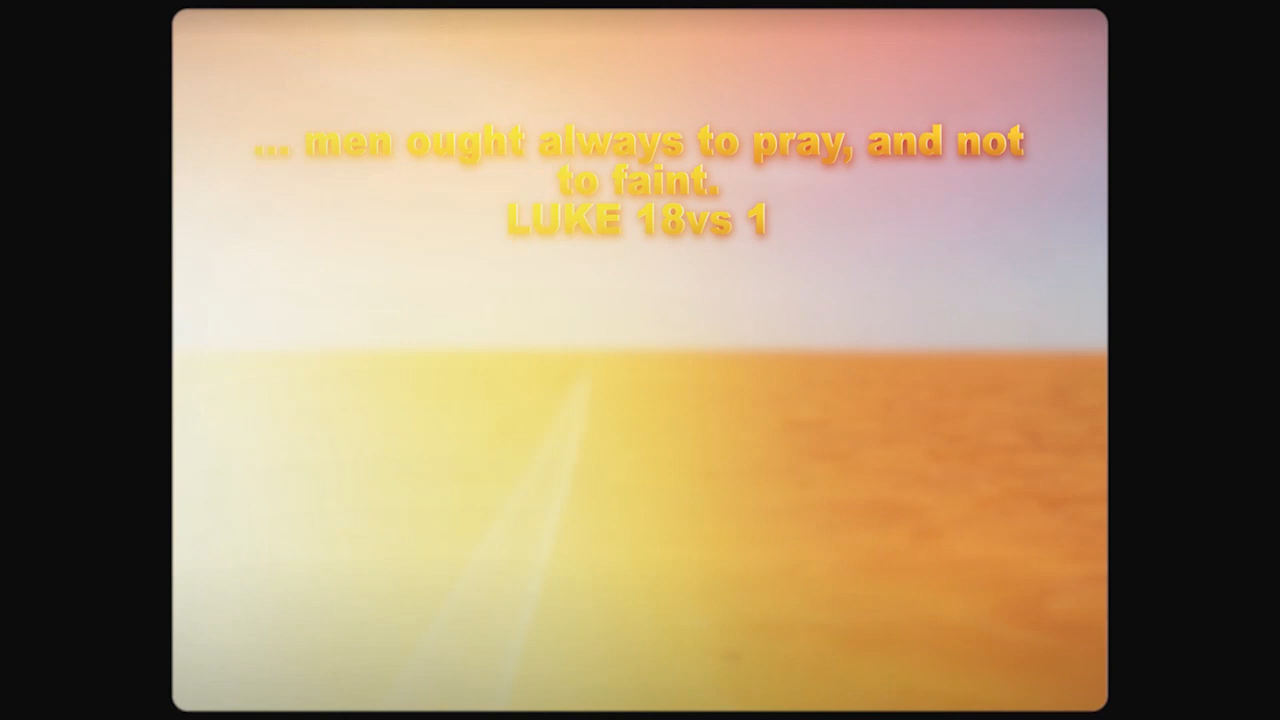 ... men ought always to pray, and not
to faint.
LUKE 18vs 1